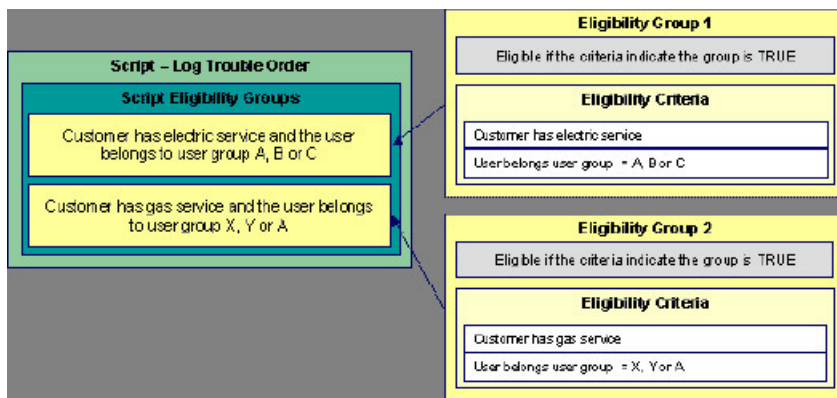 Script – Log Trouble Order
Script Eligibility Groups
Customer has electric service and the user
belongs to user group A, B or C
Customer has gas service and the user belongs
to user group X, Y or A
Eligibility Group 1
Eligible if the criteria indicate the group is TRUE
Eligibility Criteria
Customer has electric service
User belongs user group = A, B or C
Eligibility Group 2
Eligible if the criteria indicate the group is TRUE
Eligibility Criteria
Customer has gas service
User belongs user group = X, Y or A